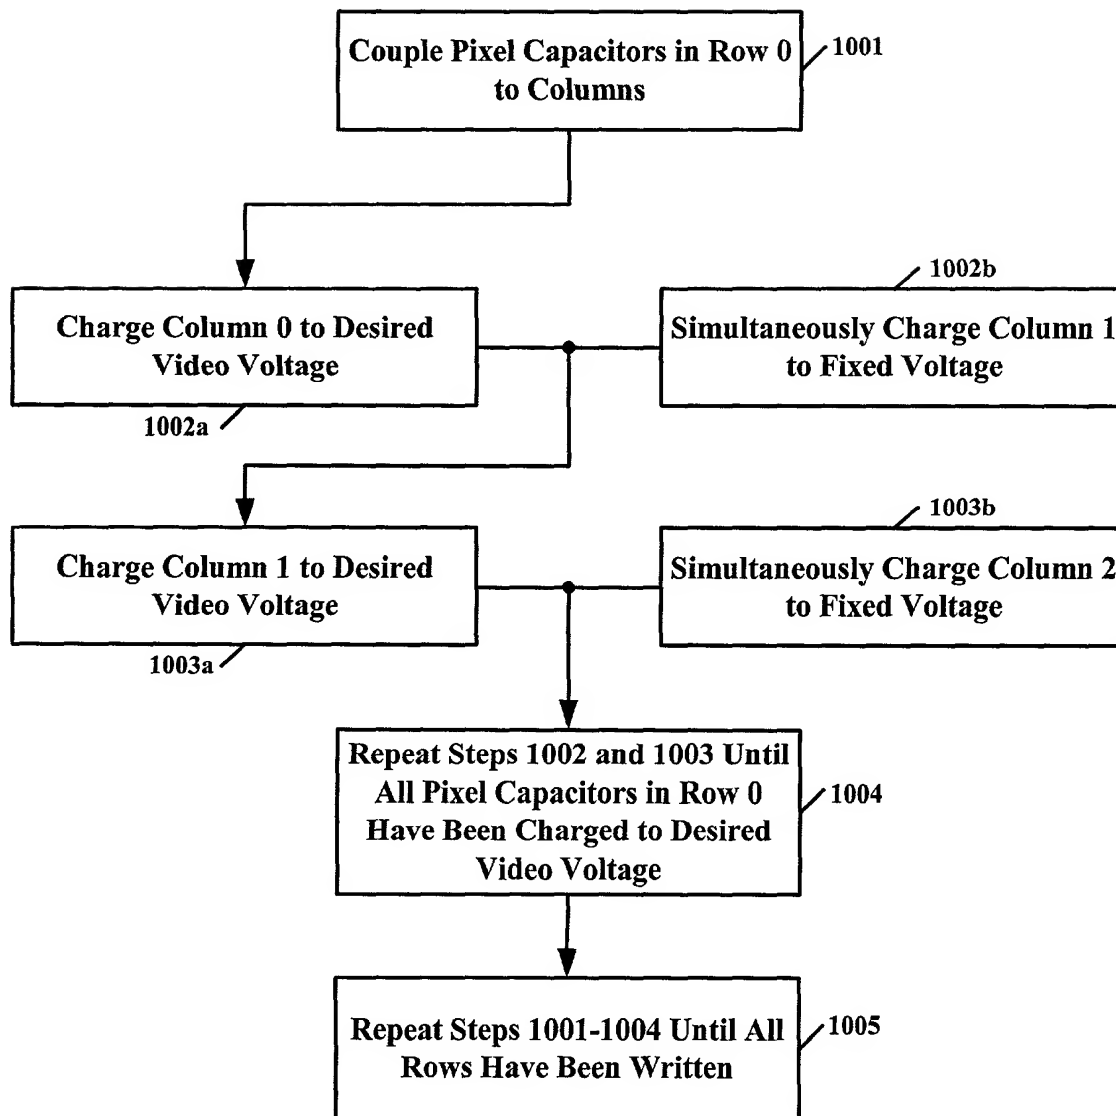 Couple Pixel Capacitors in Row 0
to Columns
1001
1002b
Charge Column 0 to Desired
Video Voltage
Simultaneously Charge Column 1
to Fixed Voltage
1002a
1003b
Charge Column 1 to Desired
Video Voltage
Simultaneously Charge Column 2
to Fixed Voltage
1003a
Repeat Steps 1002 and 1003 Until
All Pixel Capacitors in Row 0
Have Been Charged to Desired
Video Voltage
1004
Repeat Steps 1001-1004 Until All
Rows Have Been Written
1005